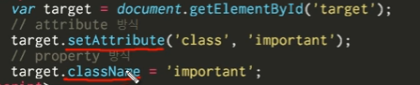 var target = document.getElementById('target');
// attribute 방식
target.setAttribute('class', 'important');
// property 방식
target.className = 'important';